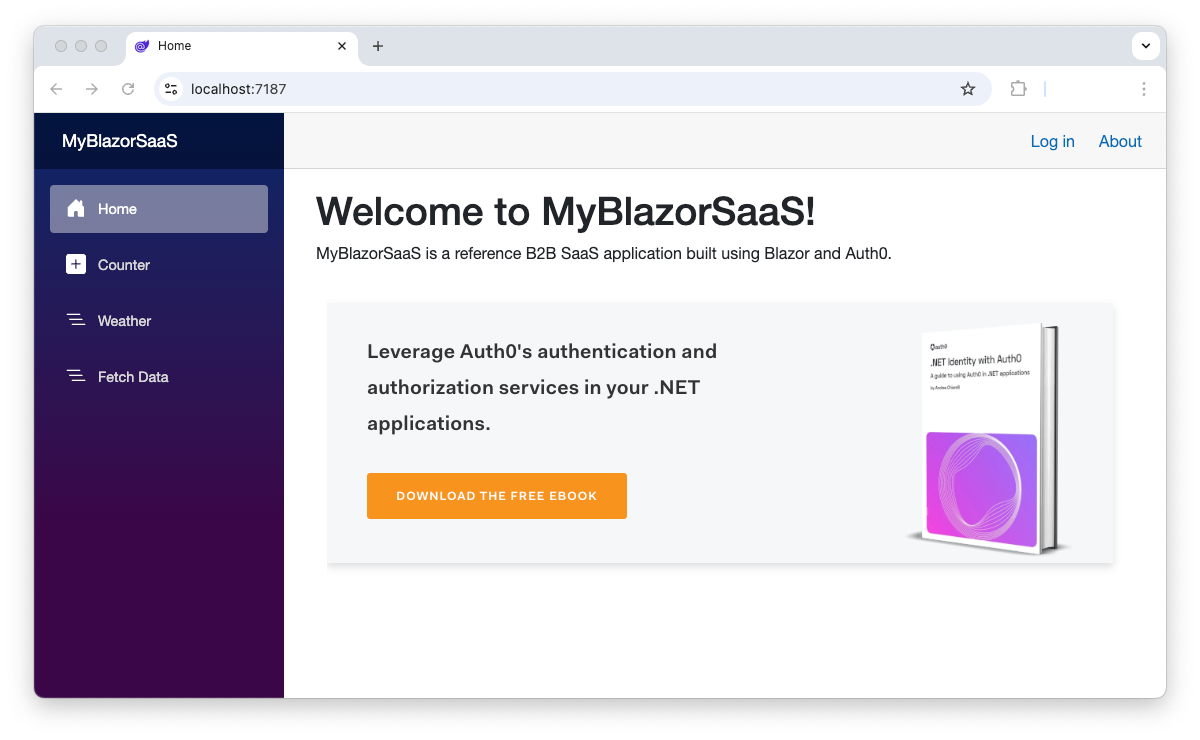 Home
localhost:7187
MyBlazorSaaS
Log in
About
Home
Counter
Weather
Fetch Data
Welcome to MyBlazorSaaS!
MyBlazorSaaS is a reference B2B SaaS application built using Blazor and Auth0.
Leverage Auth0's authentication and
authorization services in your .NET
applications.
DOWNLOAD THE FREE EBOOK
auth0
.NET Identity with Auth0
A guide to using Auth0 in .NET applications
by Andrea Chiarelli